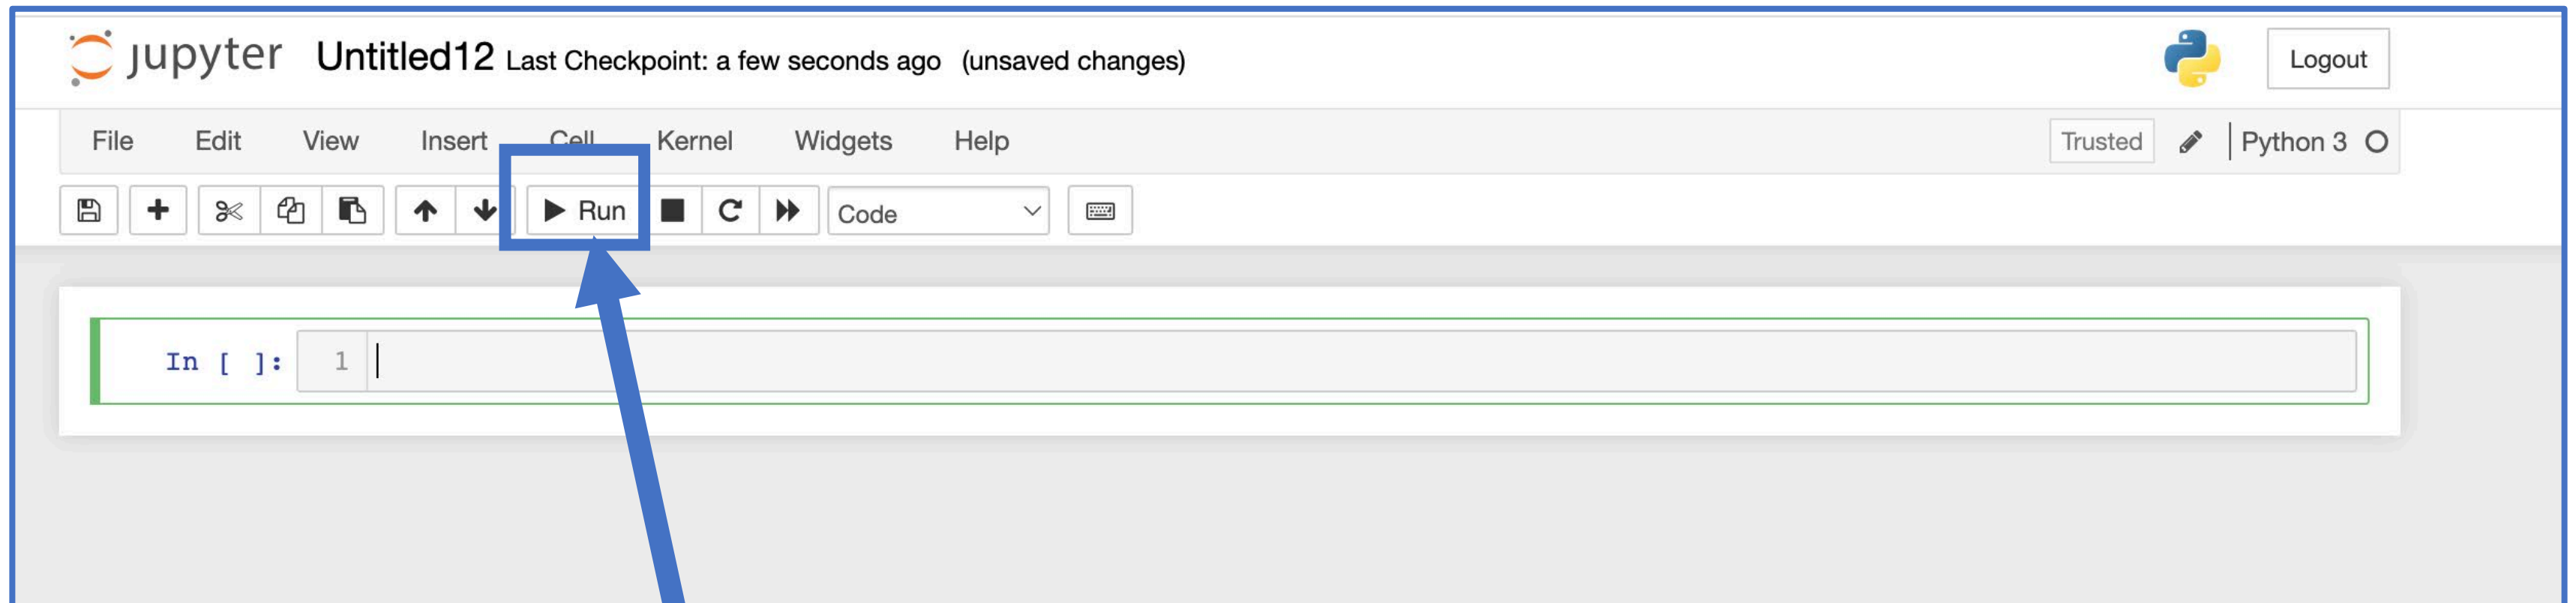 jupyter Untitled12 Last Checkpoint: a few seconds ago (unsaved changes) Logout
File Edit View Insert Cell Kernel Widgets Help Trusted Python 3
Run Code
In [ ]: 1